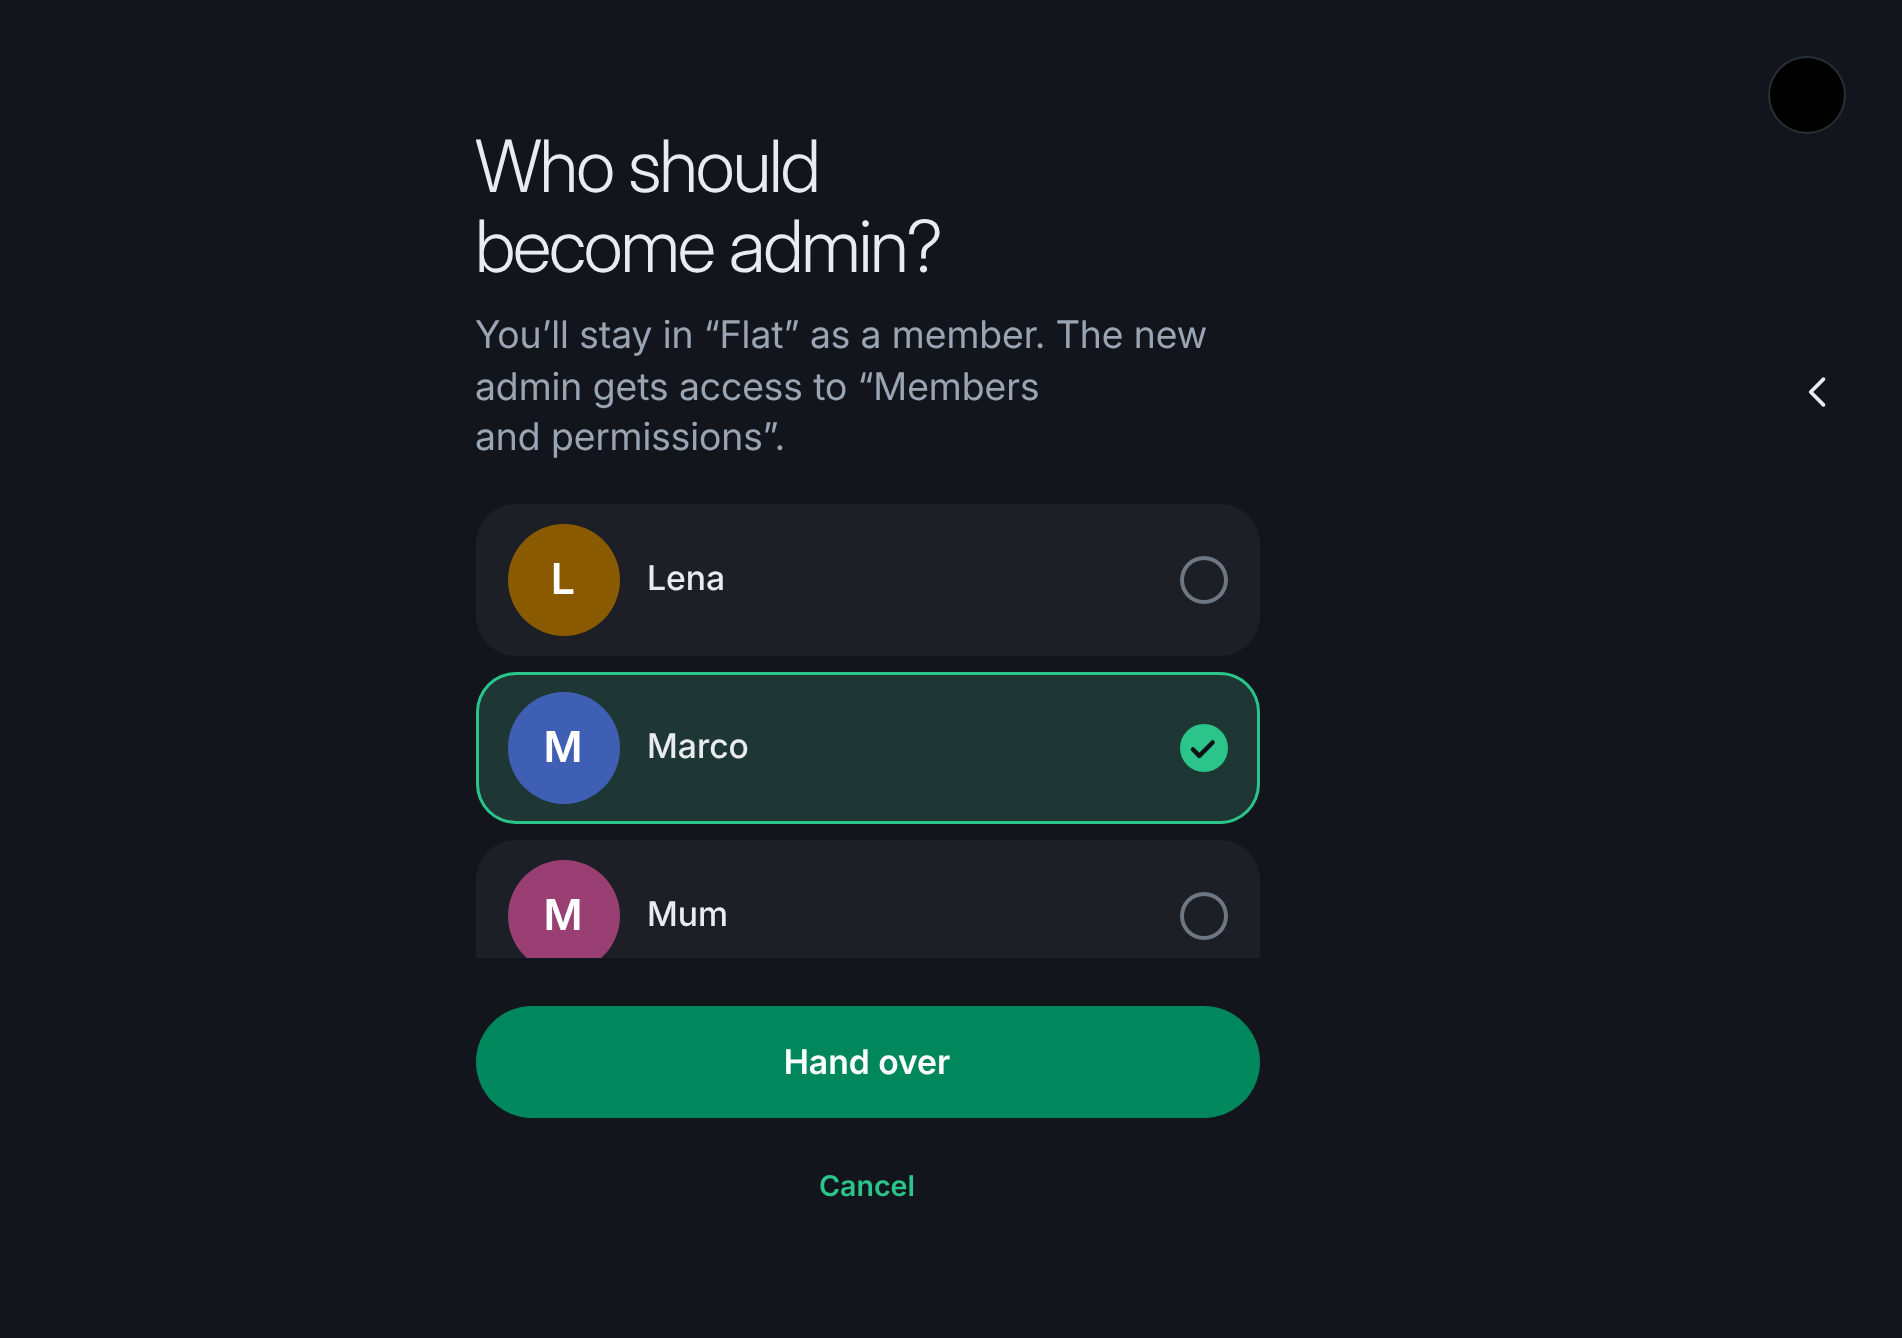 Who should
become admin?
You’ll stay in “Flat” as a member. The new
admin gets access to “Members
and permissions”.
L Lena
M Marco
M Mum
Hand over
Cancel